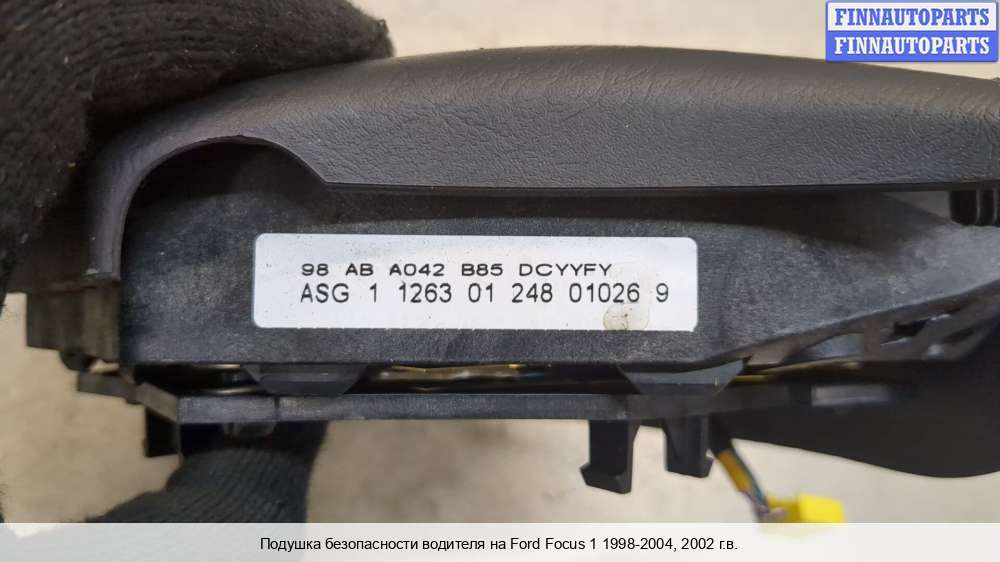 FINNAUTOPARTS
FINNAUTOPARTS
98 AB A042 B85 DCYYFY
ASG 1 1263 01 248 01026 9
Подушка безопасности водителя на Ford Focus 1 1998-2004, 2002 г.в.